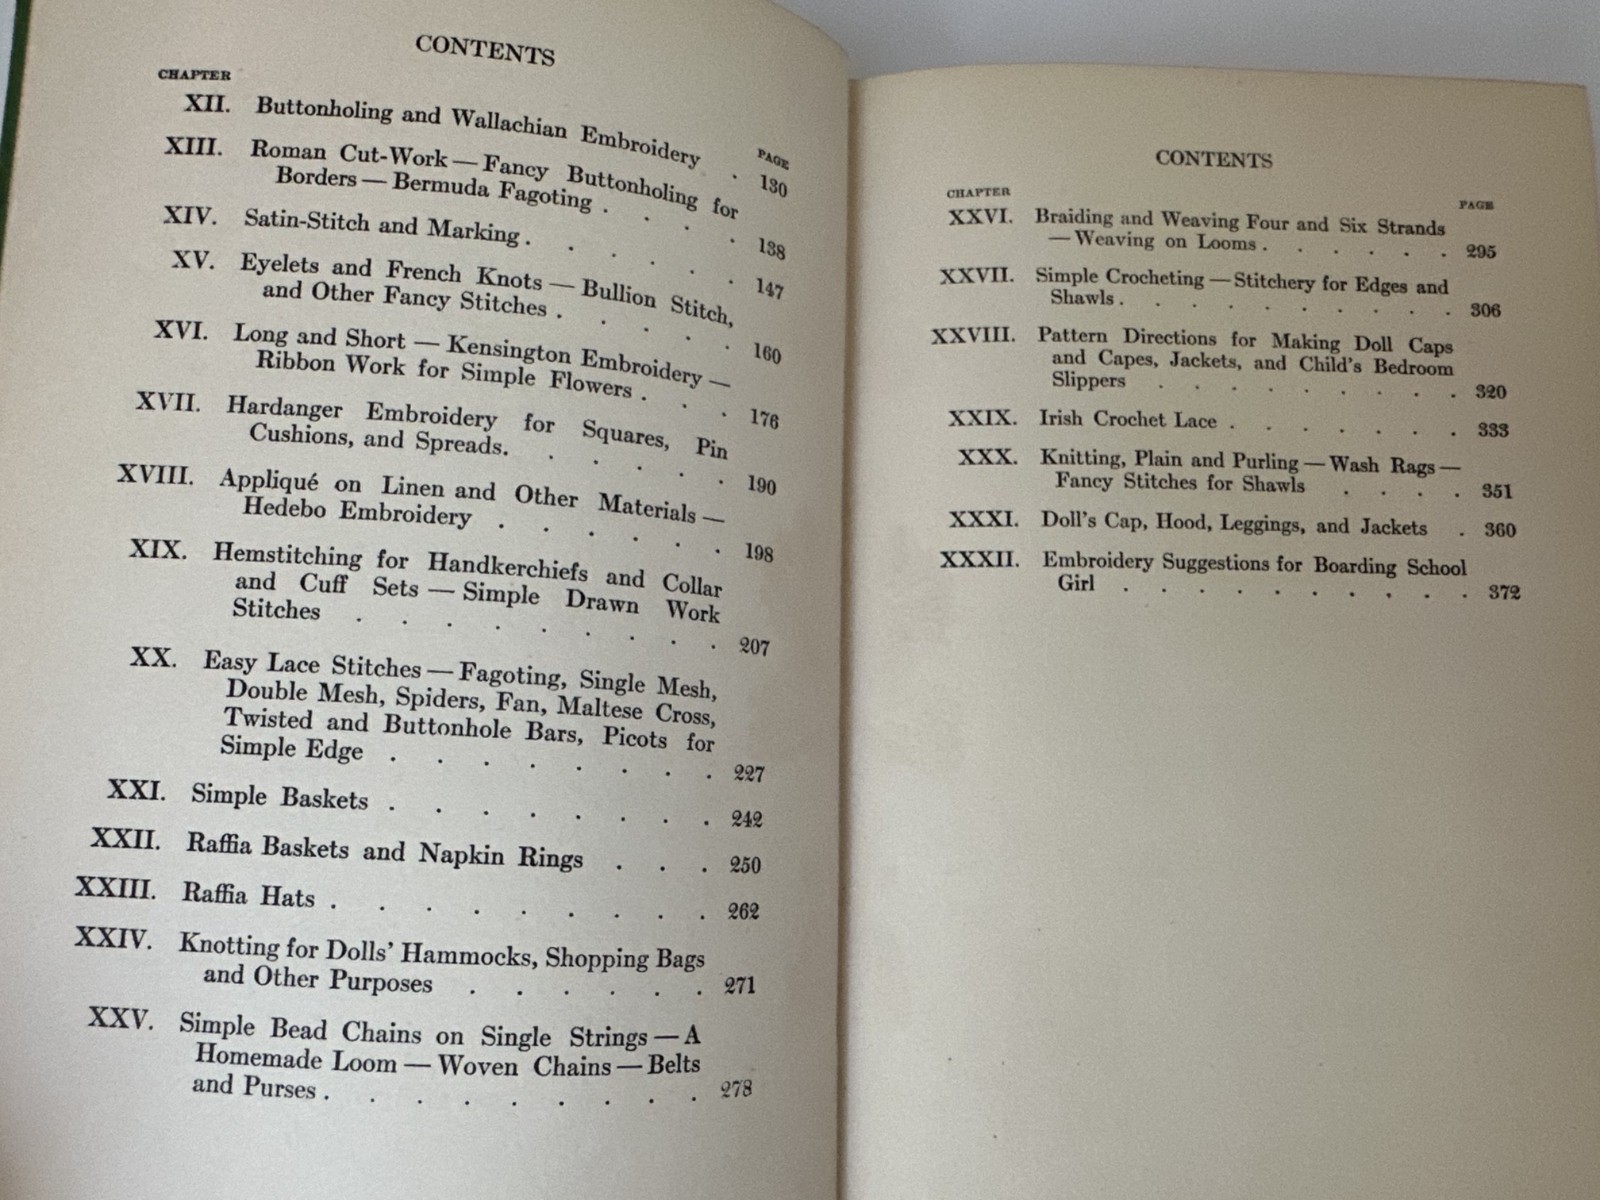 CONTENTS
CHAPTER
PAGE
XII. Buttonholing and Wallachian Embroidery . 130
XIII. Roman Cut-Work — Fancy Buttonholing for
Borders — Bermuda Fagoting . . . . 138
XIV. Satin-Stitch and Marking . . . . . 147
XV. Eyelets and French Knots — Bullion Stitch,
and Other Fancy Stitches . . . . . 160
XVI. Long and Short — Kensington Embroidery —
Ribbon Work for Simple Flowers . . . 176
XVII. Hardanger Embroidery for Squares, Pin
Cushions, and Spreads. . . . . . 190
XVIII. Appliqué on Linen and Other Materials —
Hedebo Embroidery . . . . . . 198
XIX. Hemstitching for Handkerchiefs and Collar
and Cuff Sets — Simple Drawn Work
Stitches . . . . . . . . . 207
XX. Easy Lace Stitches — Fagoting, Single Mesh,
Double Mesh, Spiders, Fan, Maltese Cross,
Twisted and Buttonhole Bars, Picots for
Simple Edge . . . . . . . . 227
XXI. Simple Baskets . . . . . . . . 242
XXII. Raffia Baskets and Napkin Rings . . . 250
XXIII. Raffia Hats . . . . . . . . . 262
XXIV. Knotting for Dolls' Hammocks, Shopping Bags
and Other Purposes . . . . . . 271
XXV. Simple Bead Chains on Single Strings — A
Homemade Loom — Woven Chains — Belts
and Purses . . . . . . . . . 278
CONTENTS
CHAPTER
PAGE
XXVI. Braiding and Weaving Four and Six Strands
— Weaving on Looms . . . . . . 295
XXVII. Simple Crocheting — Stitchery for Edges and
Shawls . . . . . . . . . 306
XXVIII. Pattern Directions for Making Doll Caps
and Capes, Jackets, and Child's Bedroom
Slippers . . . . . . . . . 320
XXIX. Irish Crochet Lace . . . . . . . 333
XXX. Knitting, Plain and Purling — Wash Rags —
Fancy Stitches for Shawls . . . . 351
XXXI. Doll's Cap, Hood, Leggings, and Jackets . 360
XXXII. Embroidery Suggestions for Boarding School
Girl . . . . . . . . . . 372